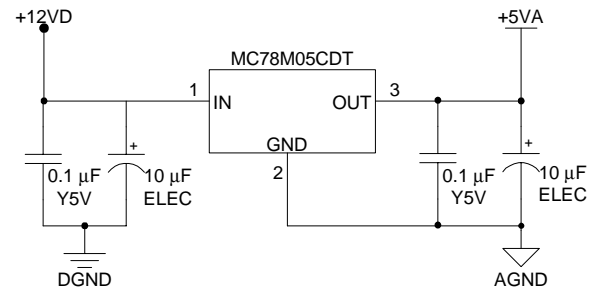 +12VD
+5VA
MC78M05CDT
1
IN
OUT
3
GND
2
+
+
0.1 μF
Y5V
10 μF
ELEC
0.1 μF
Y5V
10 μF
ELEC
DGND
AGND